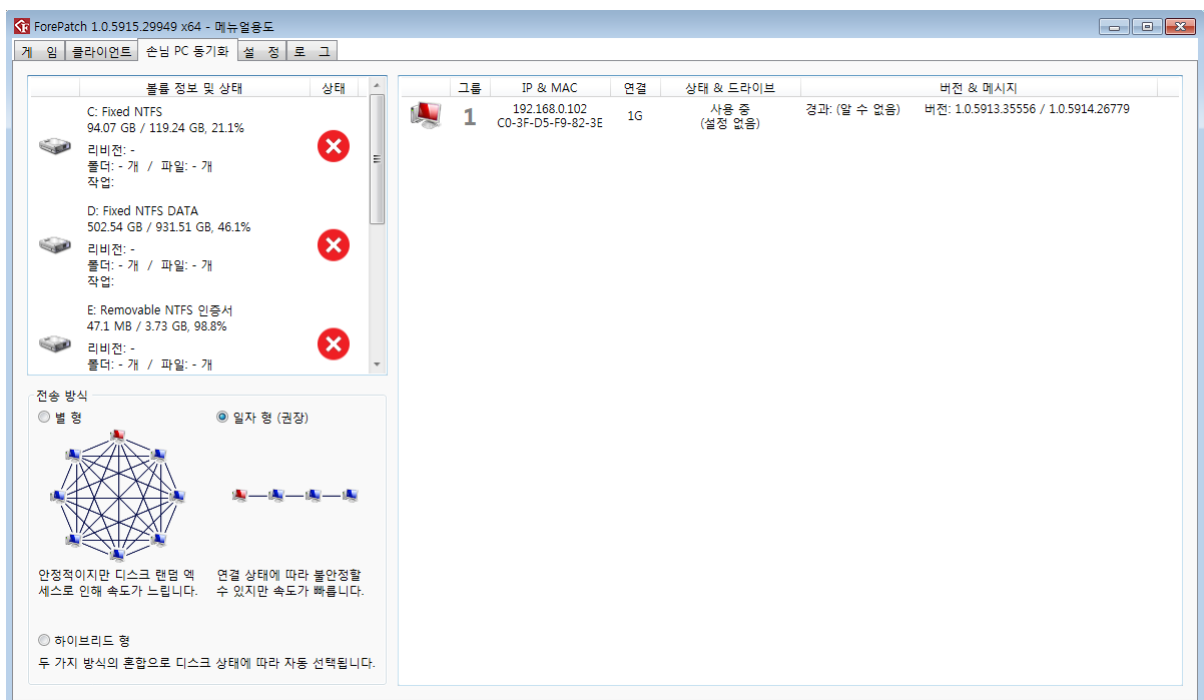 ForePatch 1.0.5915.29949 x64 - 메뉴얼용도
게 임 클라이언트 손님 PC 동기화 설 정 로 그
볼륨 정보 및 상태 상태
C: Fixed NTFS
94.07 GB / 119.24 GB, 21.1%
리비전: -
폴더: - 개 / 파일: - 개
작업:
D: Fixed NTFS DATA
502.54 GB / 931.51 GB, 46.1%
리비전: -
폴더: - 개 / 파일: - 개
작업:
E: Removable NTFS 인증서
47.1 MB / 3.73 GB, 98.8%
리비전: -
폴더: - 개 / 파일: - 개
전송 방식
별 형
일자 형 (권장)
안정적이지만 디스크 랜덤 엑
세스로 인해 속도가 느립니다.
연결 상태에 따라 불안정할
수 있지만 속도가 빠릅니다.
하이브리드 형
두 가지 방식의 혼합으로 디스크 상태에 따라 자동 선택됩니다.
그룹 IP & MAC 연결 상태 & 드라이브 버전 & 메시지
1
192.168.0.102
C0-3F-D5-F9-82-3E
1G
사용 중
(설정 없음)
경과: (알 수 없음) 버전: 1.0.5913.35556 / 1.0.5914.26779